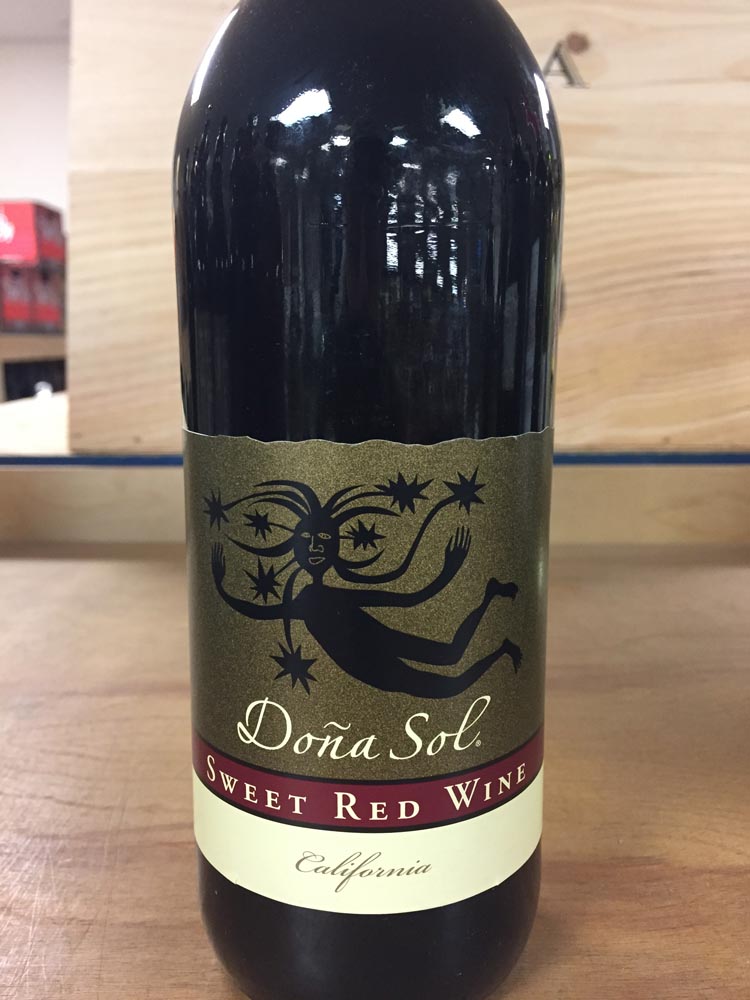 A
Doña Sol®
SWEET RED WINE
California